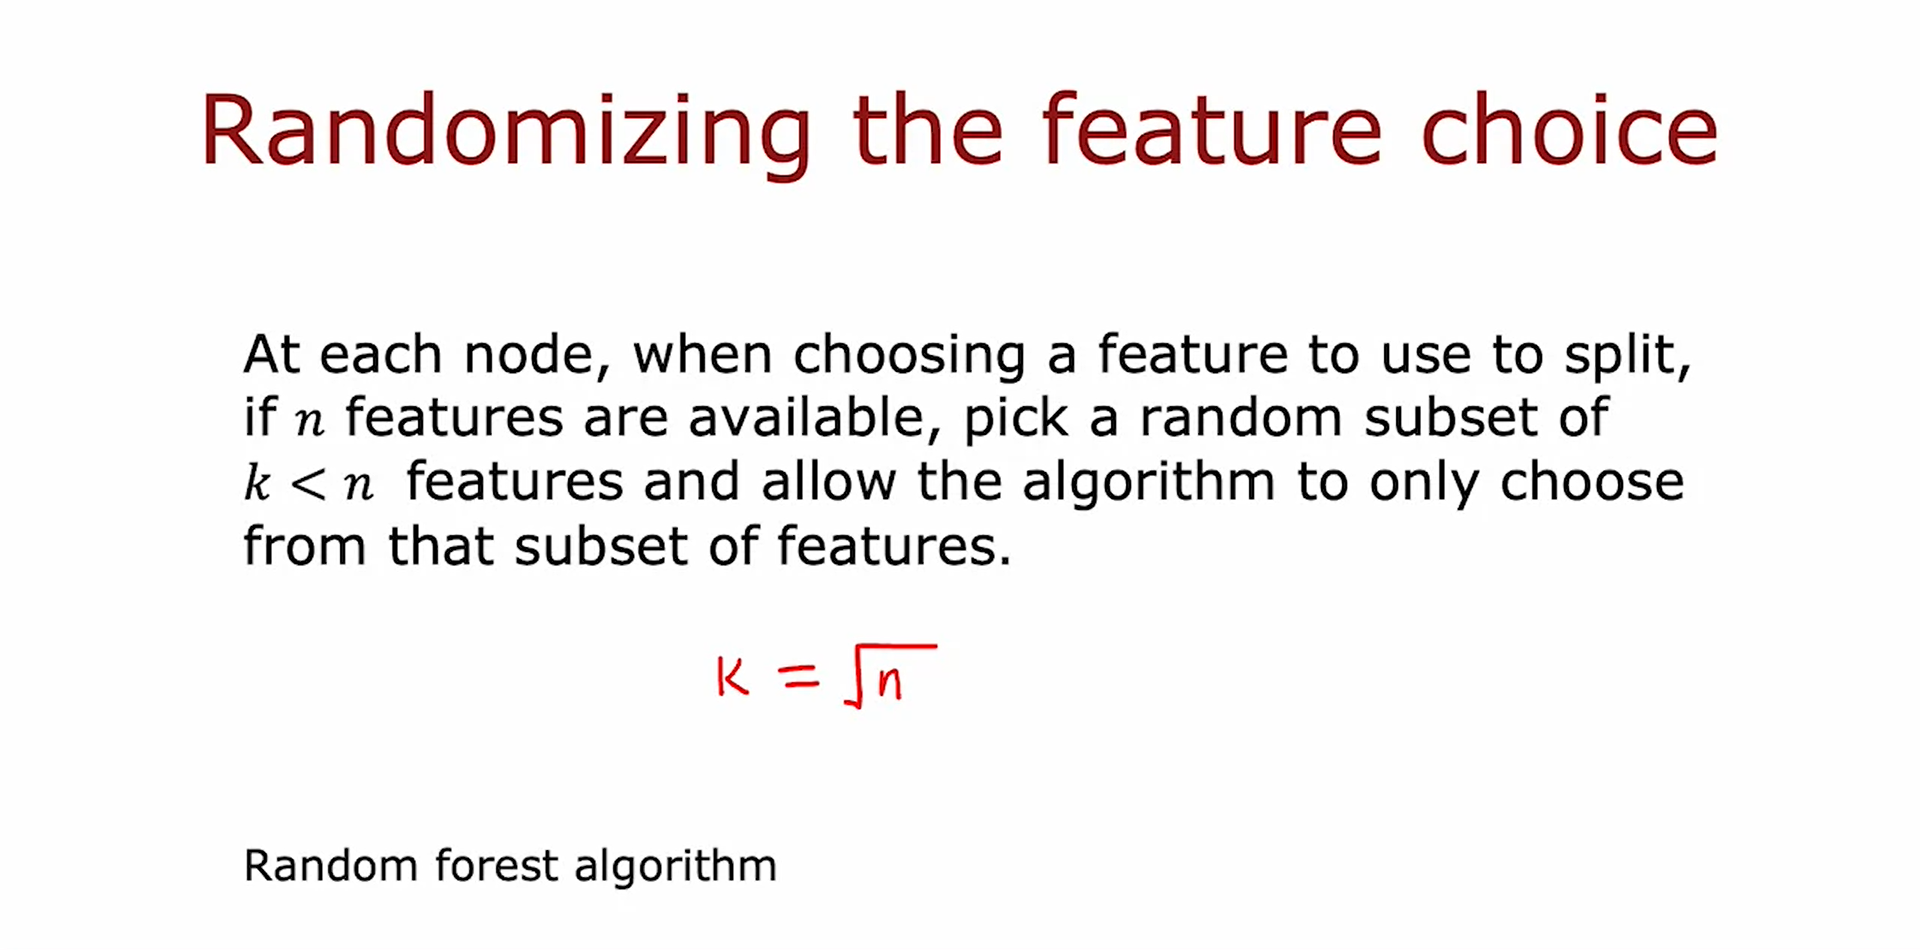 Randomizing the feature choice
At each node, when choosing a feature to use to split,
if n features are available, pick a random subset of
k < n features and allow the algorithm to only choose
from that subset of features.
K = √n
Random forest algorithm